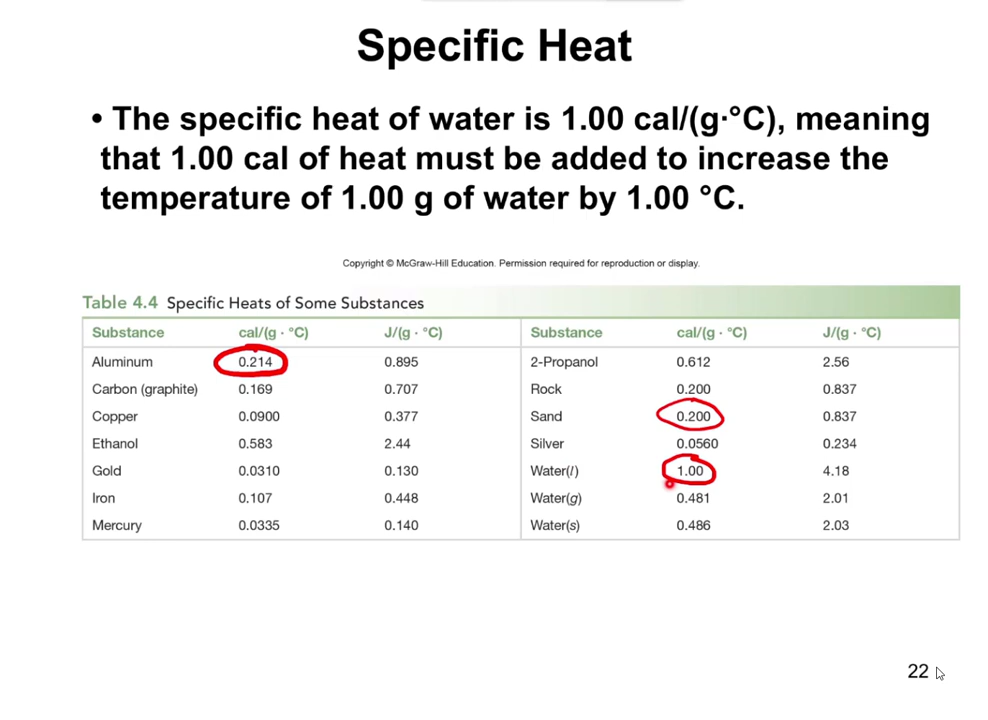 Specific Heat
• The specific heat of water is 1.00 cal/(g·°C), meaning
that 1.00 cal of heat must be added to increase the
temperature of 1.00 g of water by 1.00 °C.
Copyright © McGraw-Hill Education. Permission required for reproduction or display.
Table 4.4 Specific Heats of Some Substances
Substance cal/(g · °C) J/(g · °C) Substance cal/(g · °C) J/(g · °C)
Aluminum 0.214 0.895 2-Propanol 0.612 2.56
Carbon (graphite) 0.169 0.707 Rock 0.200 0.837
Copper 0.0900 0.377 Sand 0.200 0.837
Ethanol 0.583 2.44 Silver 0.0560 0.234
Gold 0.0310 0.130 Water(l) 1.00 4.18
Iron 0.107 0.448 Water(g) 0.481 2.01
Mercury 0.0335 0.140 Water(s) 0.486 2.03
22